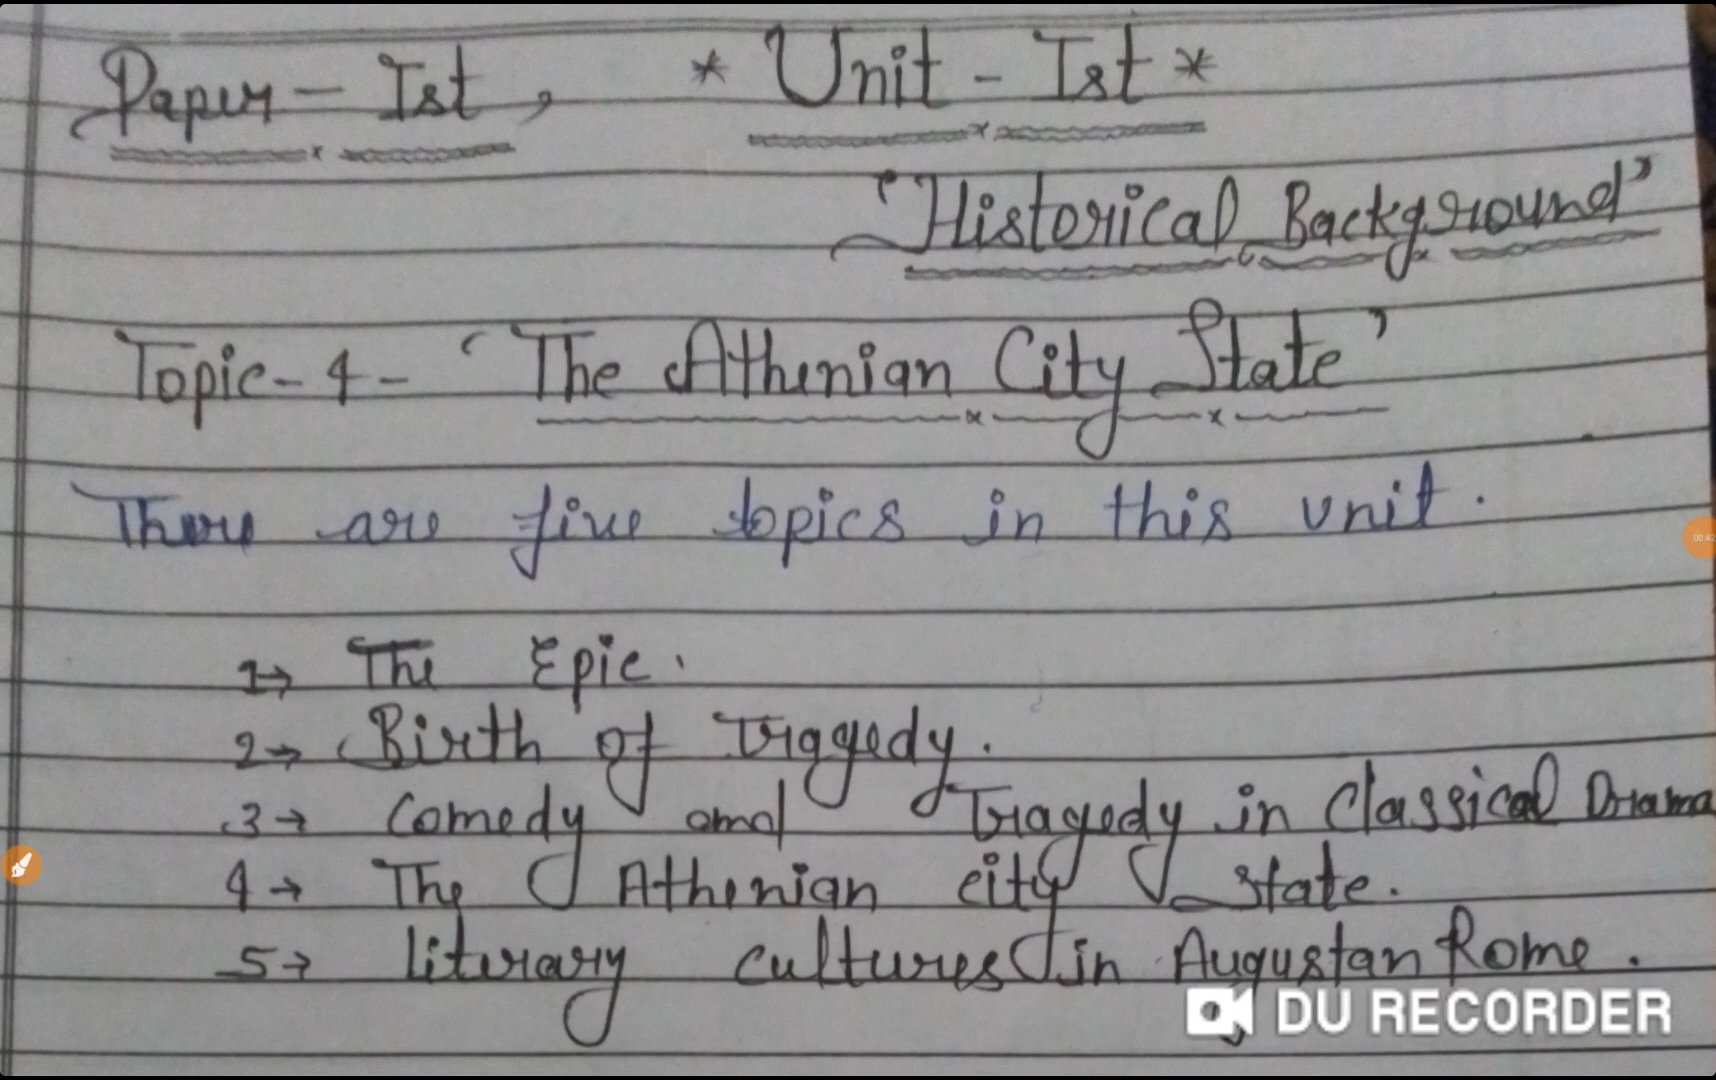 Paper - Ist, * Unit - Ist *
"Historical Background"
Topic-4- 'The Athenian City State'
There are five topics in this unit.
1→ The Epic.
2→ Birth of Tragedy.
3→ Comedy and Tragedy in Classical Drama
4→ The Athenian city state.
5→ literary cultures in Augustan Rome.
00:42
DU RECORDER